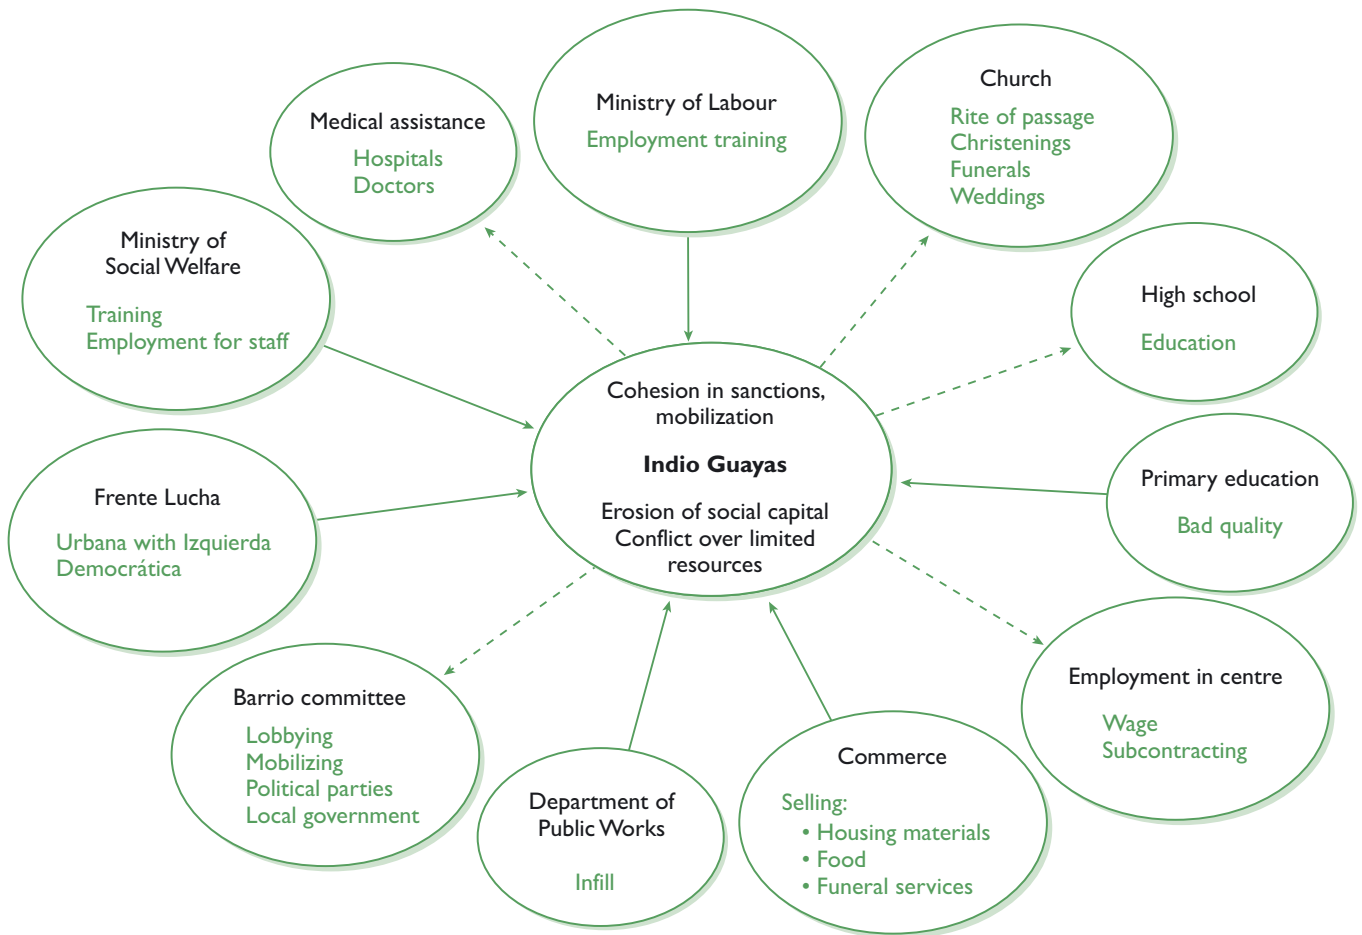 Medical assistance
Hospitals
Doctors
Ministry of Labour
Employment training
Church
Rite of passage
Christenings
Funerals
Weddings
Ministry of
Social Welfare
Training
Employment for staff
High school
Education
Cohesion in sanctions,
mobilization
Indio Guayas
Erosion of social capital
Conflict over limited
resources
Primary education
Bad quality
Frente Lucha
Urbana with Izquierda
Democrática
Employment in centre
Wage
Subcontracting
Barrio committee
Lobbying
Mobilizing
Political parties
Local government
Department of
Public Works
Infill
Commerce
Selling:
• Housing materials
• Food
• Funeral services